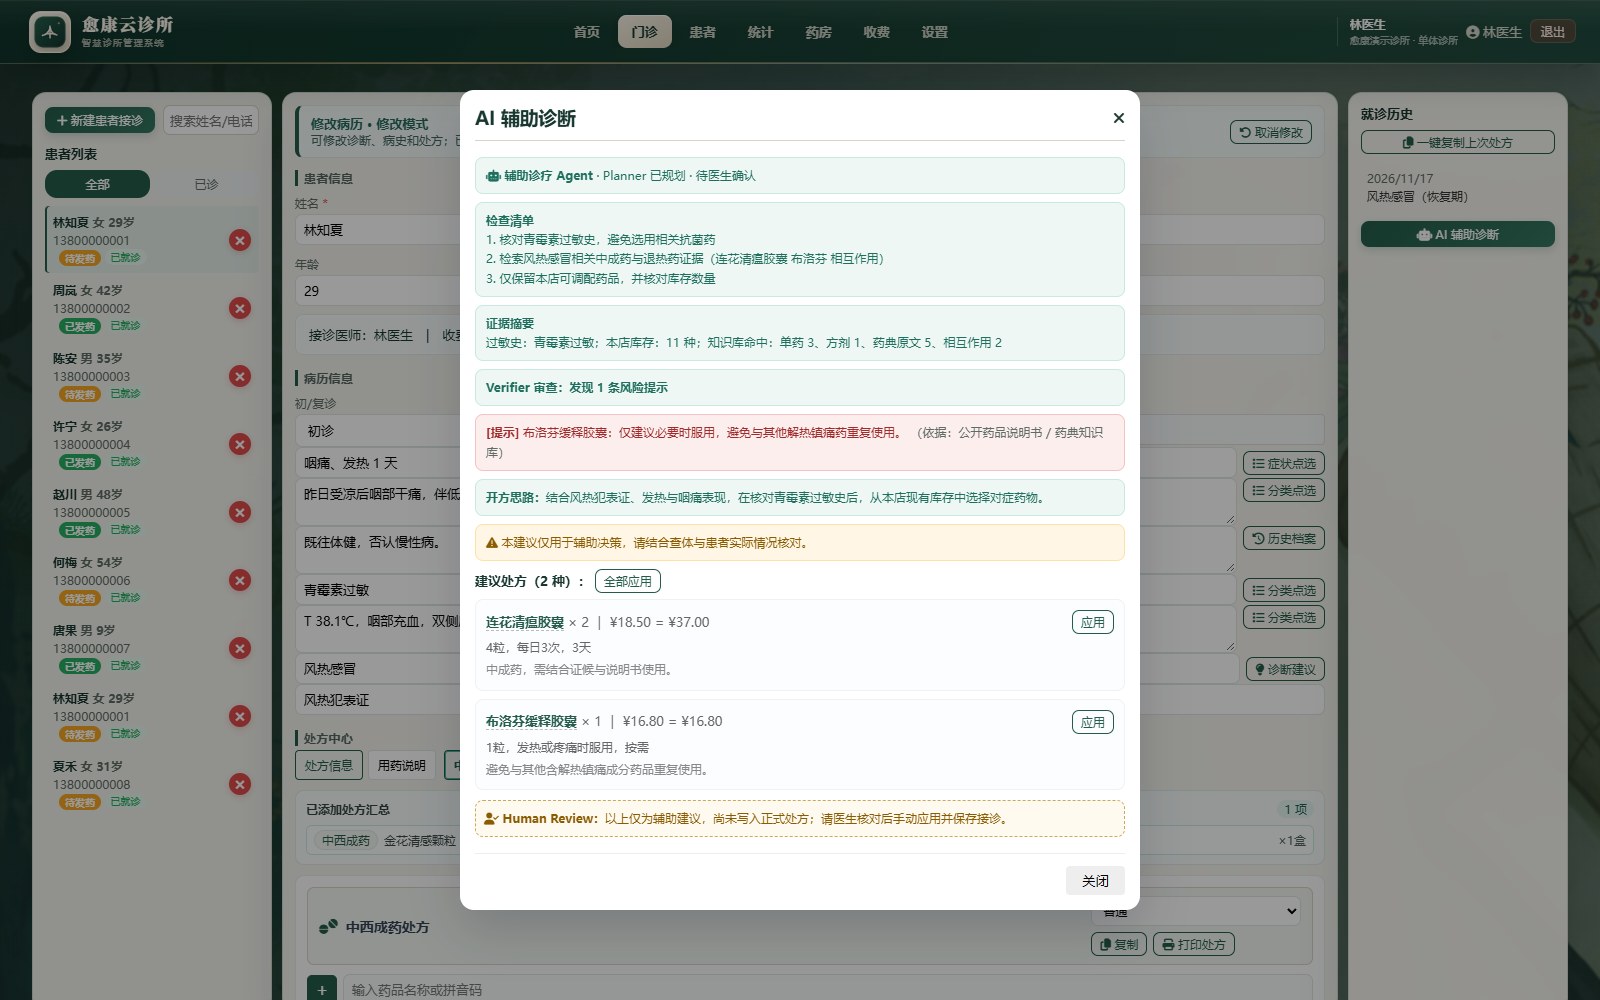 愈康云诊所
智益诊所管理系统
首页
门诊
患者
统计
药房
收费
设置
林医生
愈康演示诊所 · 单体诊所
林医生
退出
新建患者接诊
搜索姓名/电话
患者列表
全部
已诊
林知夏 女 29岁
13800000001
待发药 已就诊
周岚 女 42岁
13800000002
已发药 已就诊
陈安 男 35岁
13800000003
待发药 已就诊
许宁 女 26岁
13800000004
已发药 已就诊
赵川 男 48岁
13800000005
已发药 已就诊
何梅 女 54岁
13800000006
待发药 已就诊
唐果 男 9岁
13800000007
已发药 已就诊
林知夏 女 29岁
13800000001
待发药 已就诊
夏禾 女 31岁
13800000008
待发药 已就诊
修改病历 • 修改模式
可修改诊断、病史和处方；
取消修改
患者信息
姓名 *
林知夏
年龄
29
接诊医师：林医生 | 收
病历信息
初/复诊
初诊
咽痛、发热 1 天
症状点选
昨日受凉后咽部干痛，伴低
分类点选
既往体健，否认慢性病。
历史档案
青霉素过敏
分类点选
T 38.1℃，咽部充血，双侧
分类点选
风热感冒
诊断建议
风热犯表证
处方中心
处方信息
用药说明
已添加处方汇总
1 项
中西成药 金花清感颗粒
×1盒
中西成药处方
普通
复制
打印处方
+
输入药品名称或拼音码
AI 辅助诊断
×
辅助诊疗 Agent · Planner 已规划 · 待医生确认
检查清单
1. 核对青霉素过敏史，避免选用相关抗菌药
2. 检索风热感冒相关中成药与退热药证据（连花清瘟胶囊 布洛芬 相互作用）
3. 仅保留本店可调配药品，并核对库存数量
证据摘要
过敏史：青霉素过敏；本店库存：11 种；知识库命中：单药 3、方剂 1、药典原文 5、相互作用 2
Verifier 审查：发现 1 条风险提示
[提示] 布洛芬缓释胶囊：仅建议必要时服用，避免与其他解热镇痛药重复使用。 （依据：公开药品说明书 / 药典知识
库）
开方思路：结合风热犯表证、发热与咽痛表现，在核对青霉素过敏史后，从本店现有库存中选择对症药物。
本建议仅用于辅助决策，请结合查体与患者实际情况核对。
建议处方（2 种）：
全部应用
连花清瘟胶囊 × 2 | ¥18.50 = ¥37.00
应用
4粒，每日3次，3天
中成药，需结合证候与说明书使用。
布洛芬缓释胶囊 × 1 | ¥16.80 = ¥16.80
应用
1粒，发热或疼痛时服用，按需
避免与其他含解热镇痛成分药品重复使用。
Human Review：以上仅为辅助建议，尚未写入正式处方；请医生核对后手动应用并保存接诊。
关闭
就诊历史
一键复制上次处方
2026/11/17
风热感冒（恢复期）
AI 辅助诊断